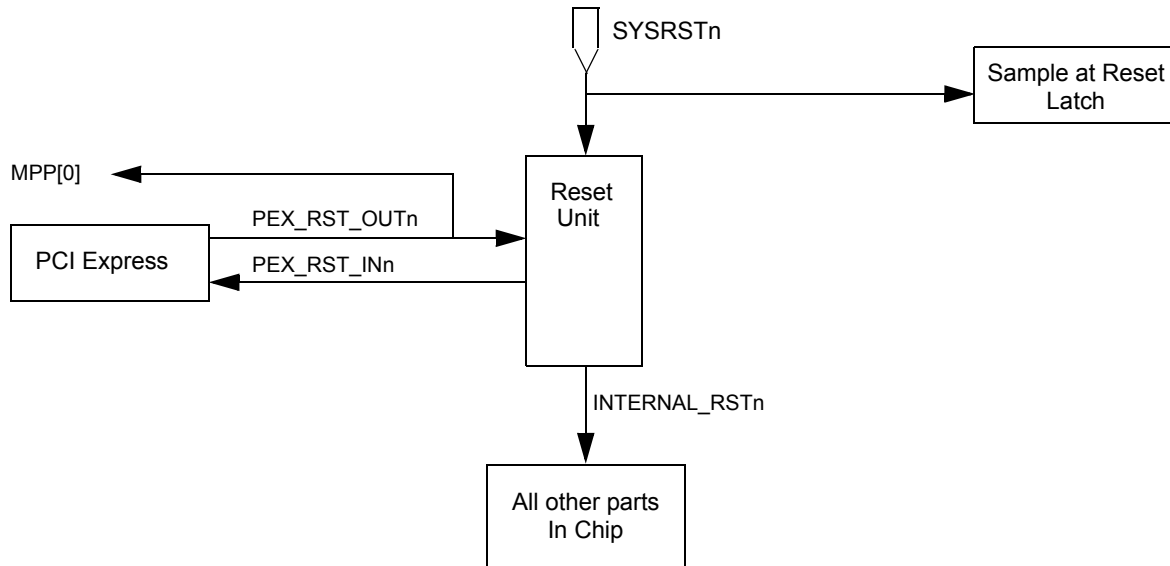 SYSRSTn
Sample at Reset
Latch
MPP[0]
Reset
Unit
PEX_RST_OUTn
PCI Express
PEX_RST_INn
INTERNAL_RSTn
All other parts
In Chip